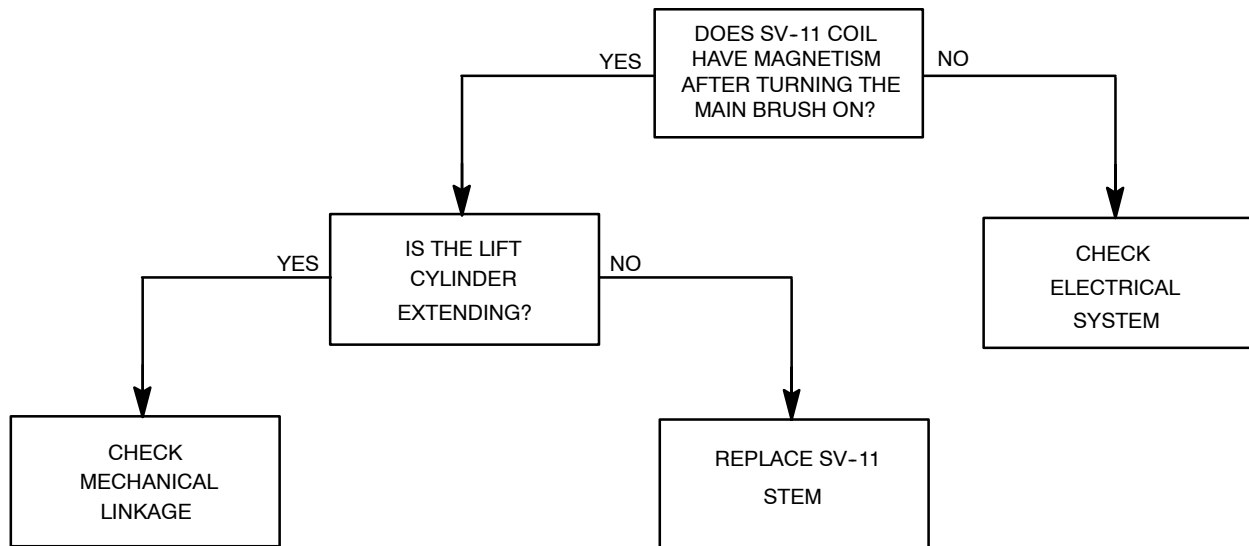 DOES SV-11 COIL
HAVE MAGNETISM
AFTER TURNING THE
MAIN BRUSH ON?
YES
NO
IS THE LIFT
CYLINDER
EXTENDING?
YES
NO
CHECK
ELECTRICAL
SYSTEM
CHECK
MECHANICAL
LINKAGE
REPLACE SV-11
STEM